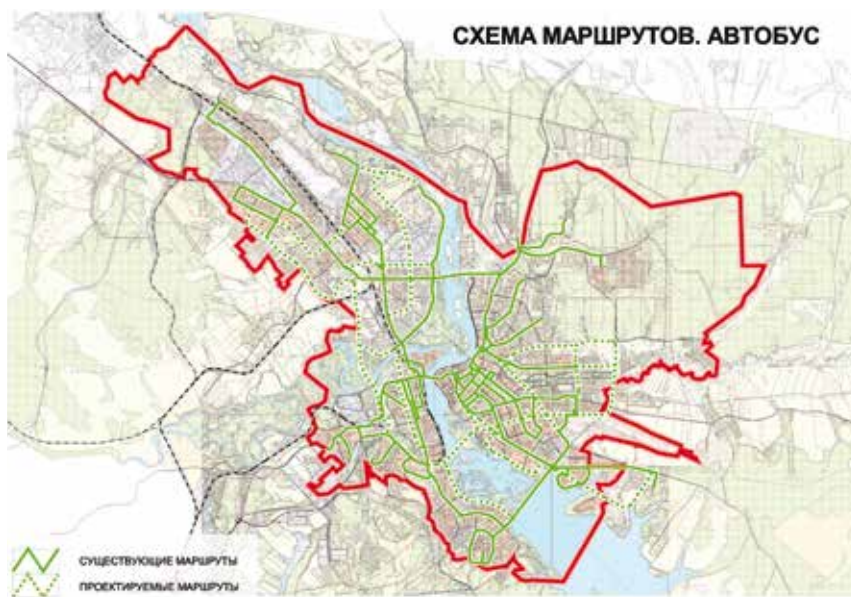 СХЕМА МАРШРУТОВ. АВТОБУС
СУЩЕСТВУЮЩИЕ МАРШРУТЫ
ПРОЕКТИРУЕМЫЕ МАРШРУТЫ